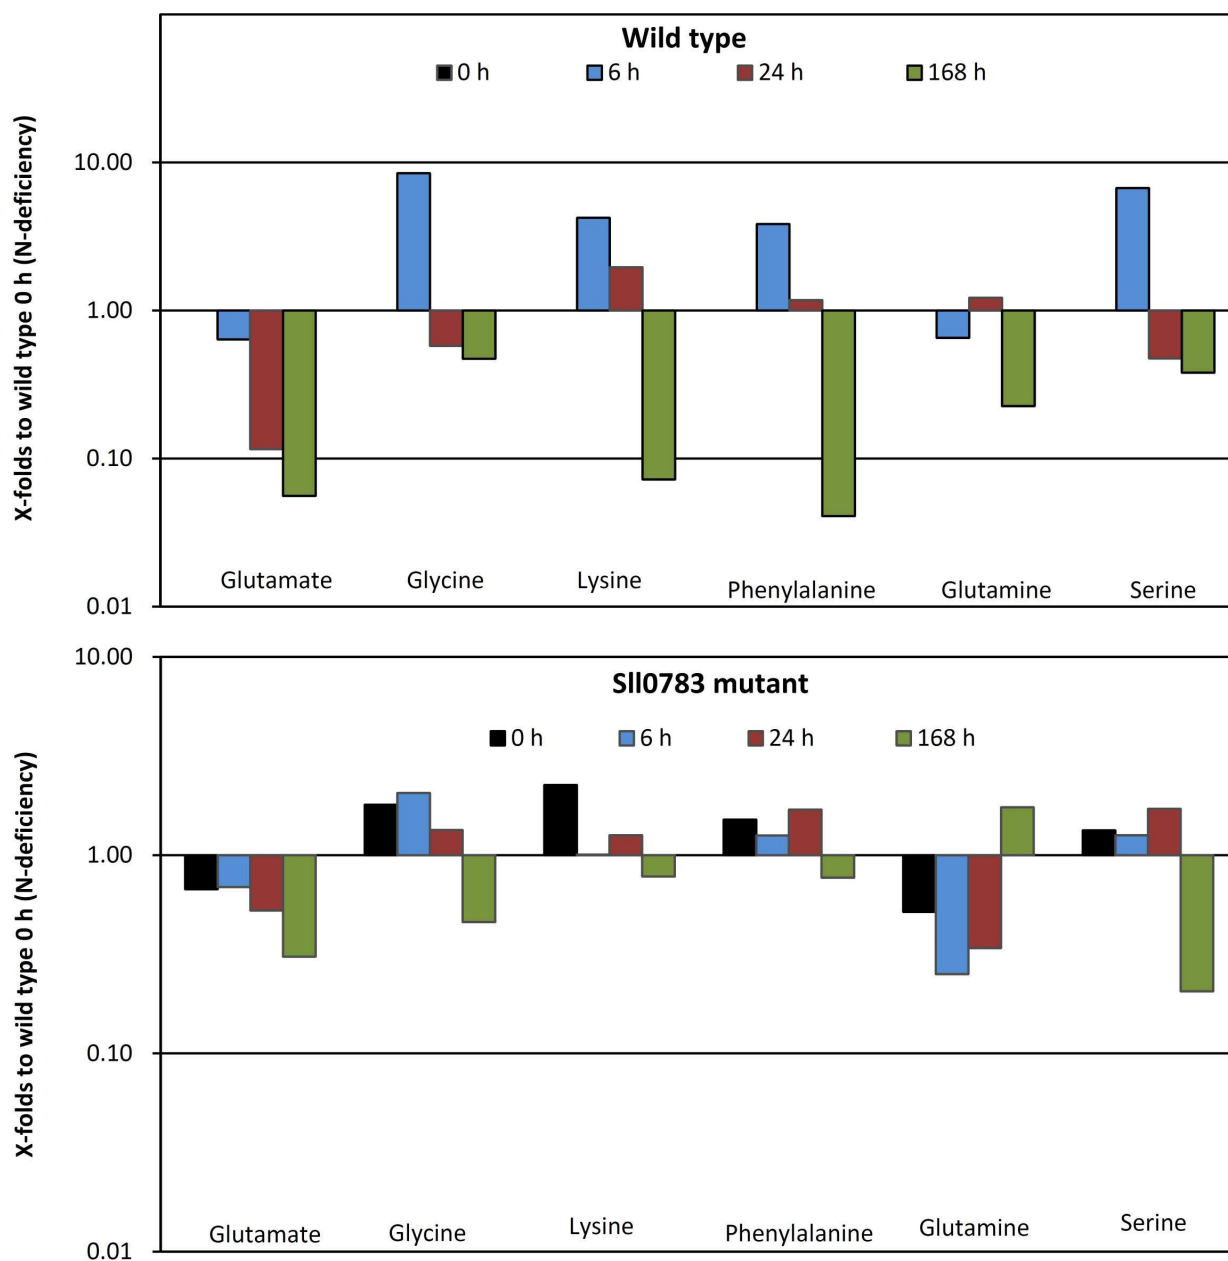 Wild type
0 h 6 h 24 h 168 h
X-folds to wild type 0 h (N-deficiency)
10.00
1.00
0.10
0.01
Glutamate Glycine Lysine Phenylalanine Glutamine Serine
Sll0783 mutant
0 h 6 h 24 h 168 h
X-folds to wild type 0 h (N-deficiency)
10.00
1.00
0.10
0.01
Glutamate Glycine Lysine Phenylalanine Glutamine Serine